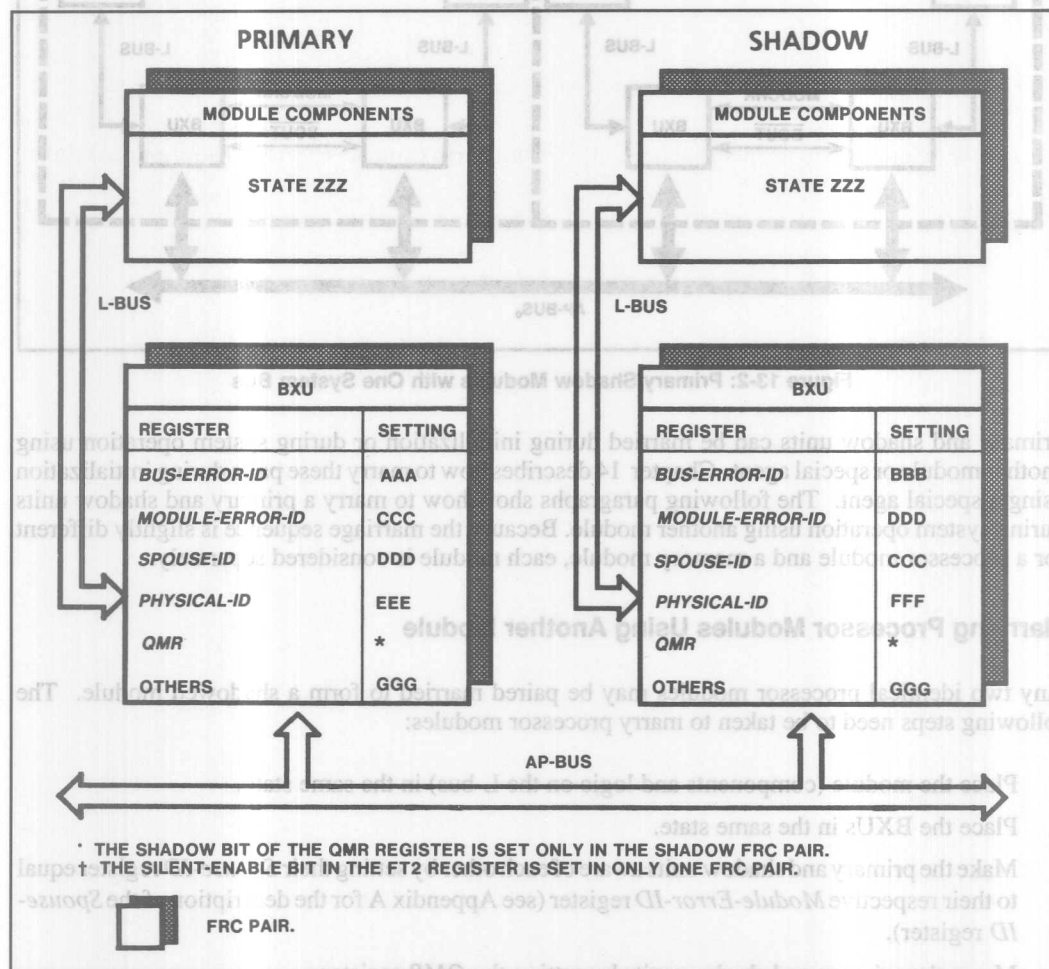 PRIMARY
SHADOW
MODULE COMPONENTS
STATE ZZZ
MODULE COMPONENTS
STATE ZZZ
L-BUS
L-BUS
BXU
REGISTER SETTING
BUS-ERROR-ID AAA
MODULE-ERROR-ID CCC
SPOUSE-ID DDD
PHYSICAL-ID EEE
QMR *
OTHERS GGG
BXU
REGISTER SETTING
BUS-ERROR-ID BBB
MODULE-ERROR-ID DDD
SPOUSE-ID CCC
PHYSICAL-ID FFF
QMR *
OTHERS GGG
AP-BUS
* THE SHADOW BIT OF THE QMR REGISTER IS SET ONLY IN THE SHADOW FRC PAIR.
† THE SILENT-ENABLE BIT IN THE FT2 REGISTER IS SET IN ONLY ONE FRC PAIR.
FRC PAIR.